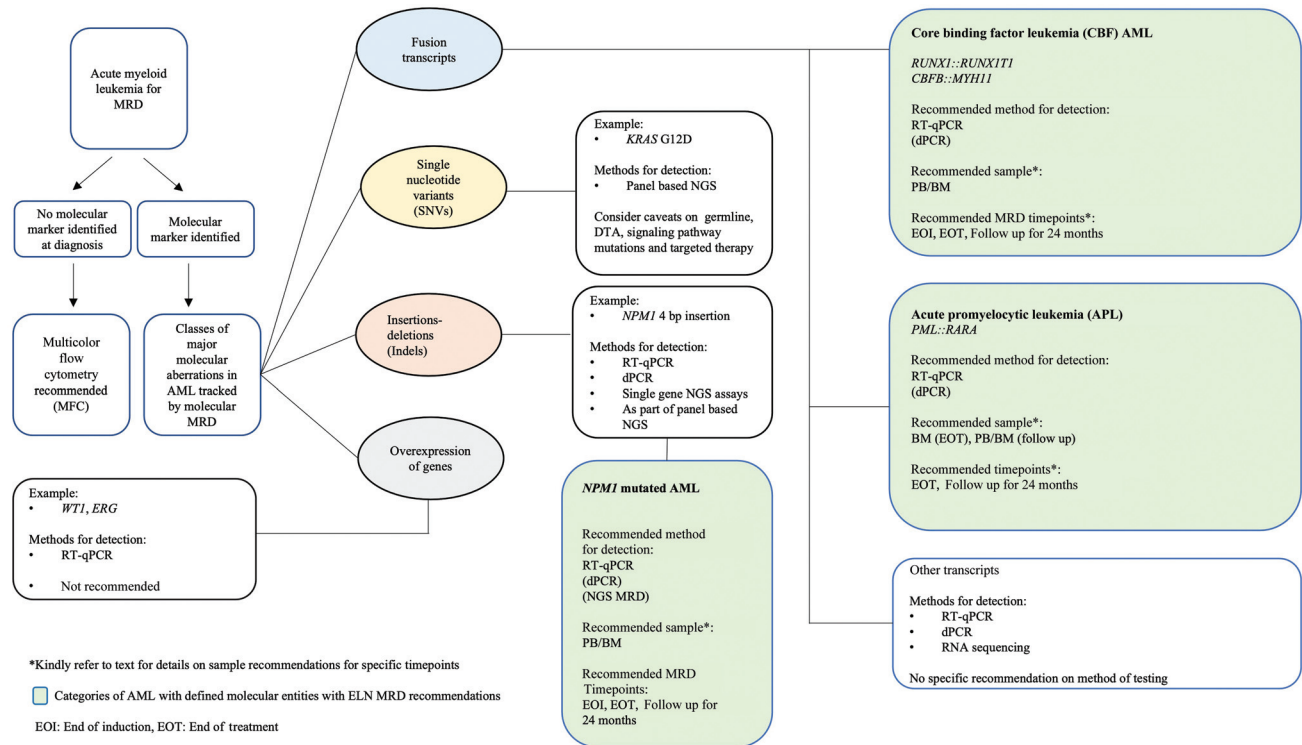 Acute myeloid
leukemia for
MRD
No molecular
marker identified
at diagnosis
Molecular
marker identified
Multicolor
flow
cytometry
recommended
(MFC)
Classes of
major
molecular
aberrations in
AML tracked
by molecular
MRD
Fusion
transcripts
Single
nucleotide
variants
(SNVs)
Insertions-
deletions
(Indels)
Overexpression
of genes
Example:
• WT1, ERG
Methods for detection:
• RT-qPCR
• Not recommended
Example:
• KRAS G12D
Methods for detection:
• Panel based NGS
Consider caveats on germline,
DTA, signaling pathway
mutations and targeted therapy
Example:
• NPM1 4 bp insertion
Methods for detection:
• RT-qPCR
• dPCR
• Single gene NGS assays
• As part of panel based
NGS
NPM1 mutated AML
Recommended method
for detection:
RT-qPCR
(dPCR)
(NGS MRD)
Recommended sample*:
PB/BM
Recommended MRD
Timepoints:
EOI, EOT, Follow up for
24 months
Core binding factor leukemia (CBF) AML
RUNX1::RUNX1T1
CBFB::MYH11
Recommended method for detection:
RT-qPCR
(dPCR)
Recommended sample*:
PB/BM
Recommended MRD timepoints*:
EOI, EOT, Follow up for 24 months
Acute promyelocytic leukemia (APL)
PML::RARA
Recommended method for detection:
RT-qPCR
(dPCR)
Recommended sample*:
BM (EOT), PB/BM (follow up)
Recommended timepoints*:
EOT, Follow up for 24 months
Other transcripts
Methods for detection:
• RT-qPCR
• dPCR
• RNA sequencing
No specific recommendation on method of testing
*Kindly refer to text for details on sample recommendations for specific timepoints
Categories of AML with defined molecular entities with ELN MRD recommendations
EOI: End of induction, EOT: End of treatment